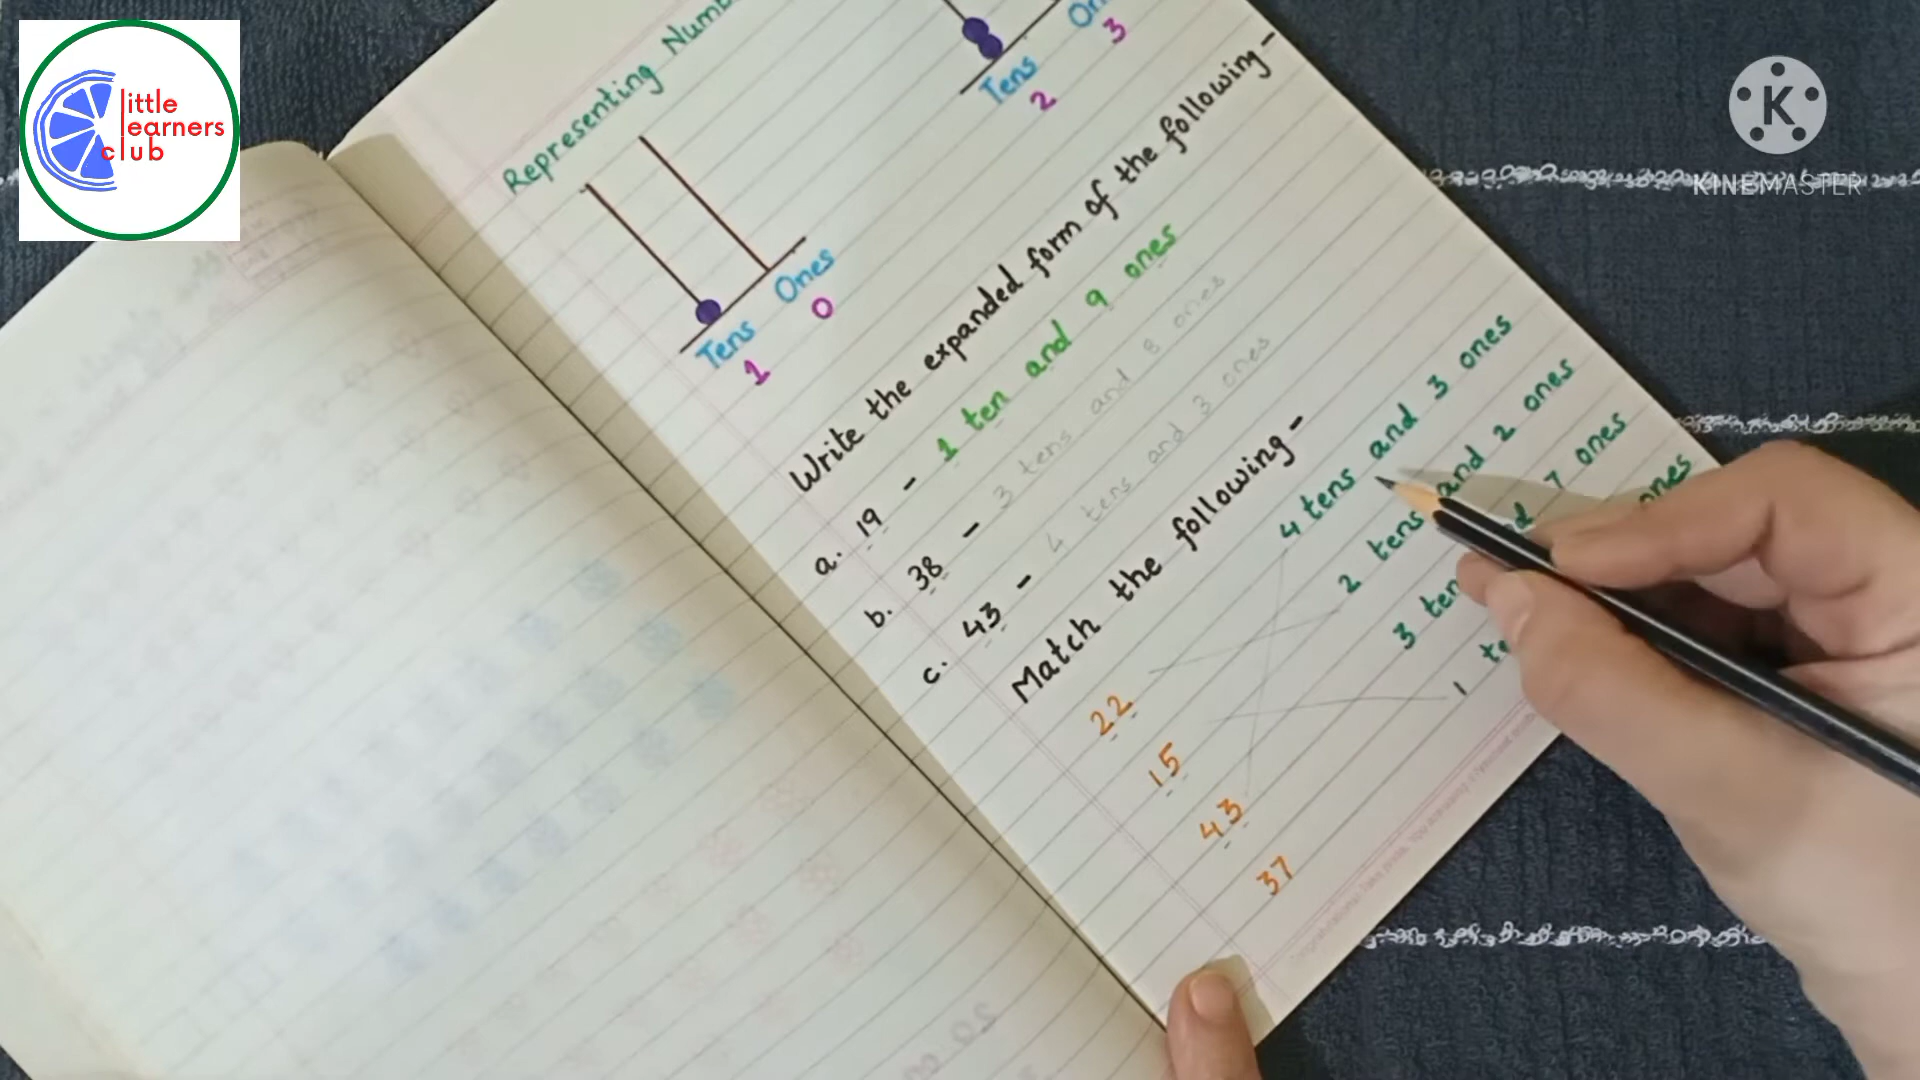 Little
Learners
club
K
KINEMASTER
Representing
Tens Ones
1 0
Tens
2 3
Write the expanded form of the following -
a. 19 - 1 ten and 9 ones
b. 38 - 3 tens and 8 ones
c. 43 - 4 tens and 3 ones
Match the following -
22 4 tens and 3 ones
15 2 tens and 2 ones
43 3 7 ones
37 1 ones